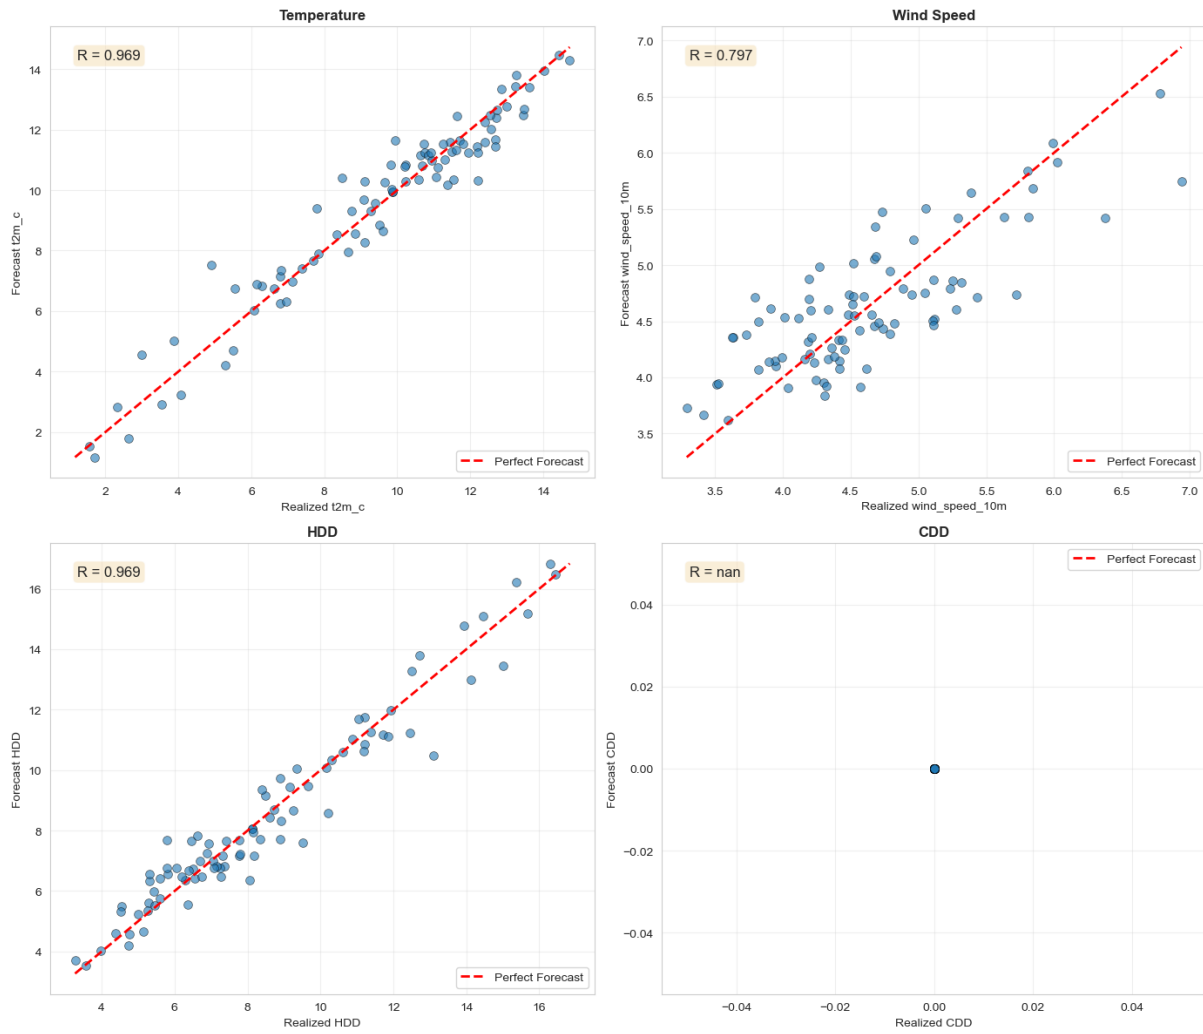 Temperature
R = 0.969
14
12
10
8
6
4
2
Forecast t2m_c
Perfect Forecast
2 4 6 8 10 12 14
Realized t2m_c
Wind Speed
R = 0.797
7.0
6.5
6.0
5.5
5.0
4.5
4.0
3.5
Forecast wind_speed_10m
Perfect Forecast
3.5 4.0 4.5 5.0 5.5 6.0 6.5 7.0
Realized wind_speed_10m
HDD
R = 0.969
16
14
12
10
8
6
4
Forecast HDD
Perfect Forecast
4 6 8 10 12 14 16
Realized HDD
CDD
R = nan
Perfect Forecast
0.04
0.02
0.00
−0.02
−0.04
Forecast CDD
−0.04 −0.02 0.00 0.02 0.04
Realized CDD